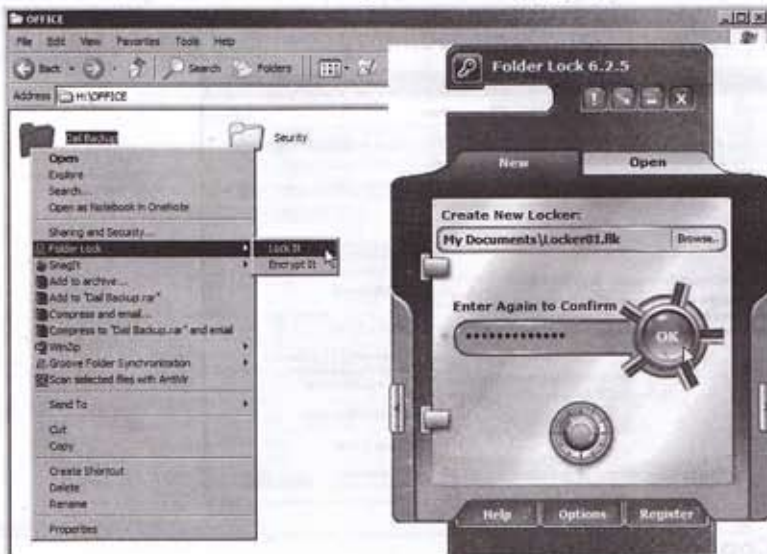 OFFICE
File Edit View Favorites Tools Help
Back Search Folders
Address H:\OFFICE
Dail Backup Seurity
Open
Explore
Search...
Open as Notebook in OneNote
Sharing and Security...
Folder Lock
SnagIt
Add to archive...
Add to "Dail Backup.rar"
Compress and email...
Compress to "Dail Backup.rar" and email
WinZip
Groove Folder Synchronization
Scan selected files with AntiVir
Send To
Cut
Copy
Create Shortcut
Delete
Rename
Properties
Lock It
Encrypt It
Folder Lock 6.2.5
New Open
Create New Locker:
My Documents\Locker01.flk Browse..
Enter Again to Confirm
•••••••••••••
OK
Help Options Register